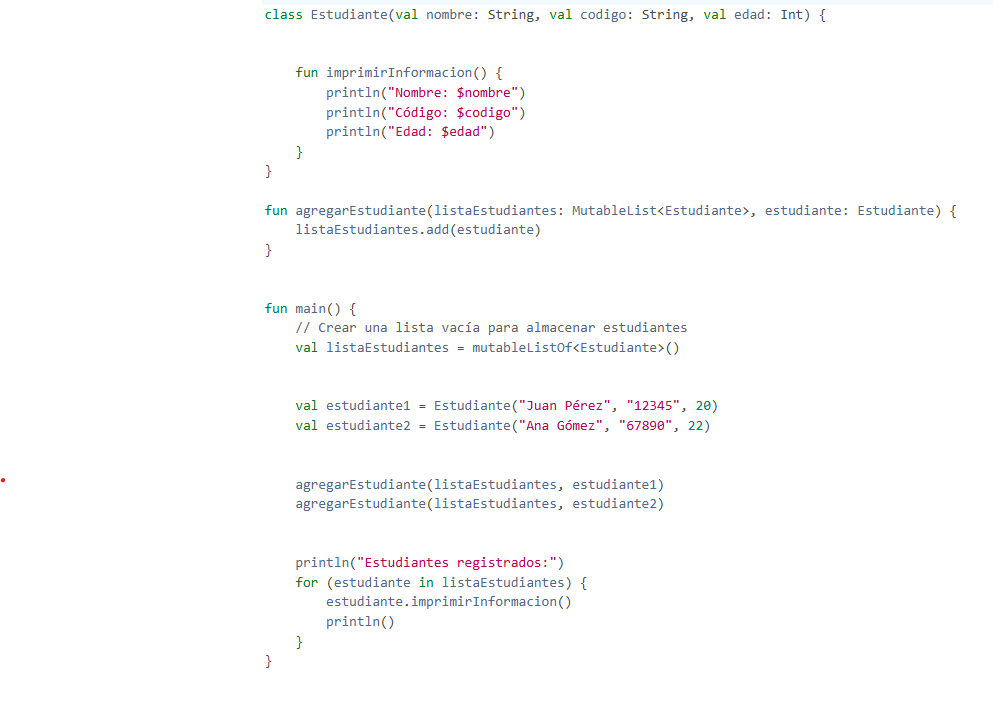 class Estudiante(val nombre: String, val codigo: String, val edad: Int) {
    fun imprimirInformacion() {
        println("Nombre: $nombre")
        println("Código: $codigo")
        println("Edad: $edad")
    }
}
fun agregarEstudiante(listaEstudiantes: MutableList<Estudiante>, estudiante: Estudiante) {
    listaEstudiantes.add(estudiante)
}
fun main() {
    // Crear una lista vacía para almacenar estudiantes
    val listaEstudiantes = mutableListOf<Estudiante>()
    val estudiante1 = Estudiante("Juan Pérez", "12345", 20)
    val estudiante2 = Estudiante("Ana Gómez", "67890", 22)
    agregarEstudiante(listaEstudiantes, estudiante1)
    agregarEstudiante(listaEstudiantes, estudiante2)
    println("Estudiantes registrados:")
    for (estudiante in listaEstudiantes) {
        estudiante.imprimirInformacion()
        println()
    }
}